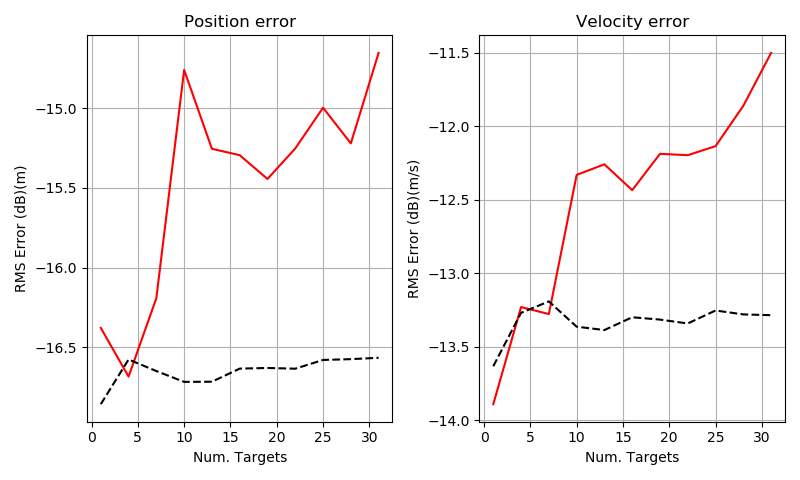 Position error
RMS Error (dB)(m)
−15.0
−15.5
−16.0
−16.5
0 5 10 15 20 25 30
Num. Targets
Velocity error
RMS Error (dB)(m/s)
−11.5
−12.0
−12.5
−13.0
−13.5
−14.0
0 5 10 15 20 25 30
Num. Targets